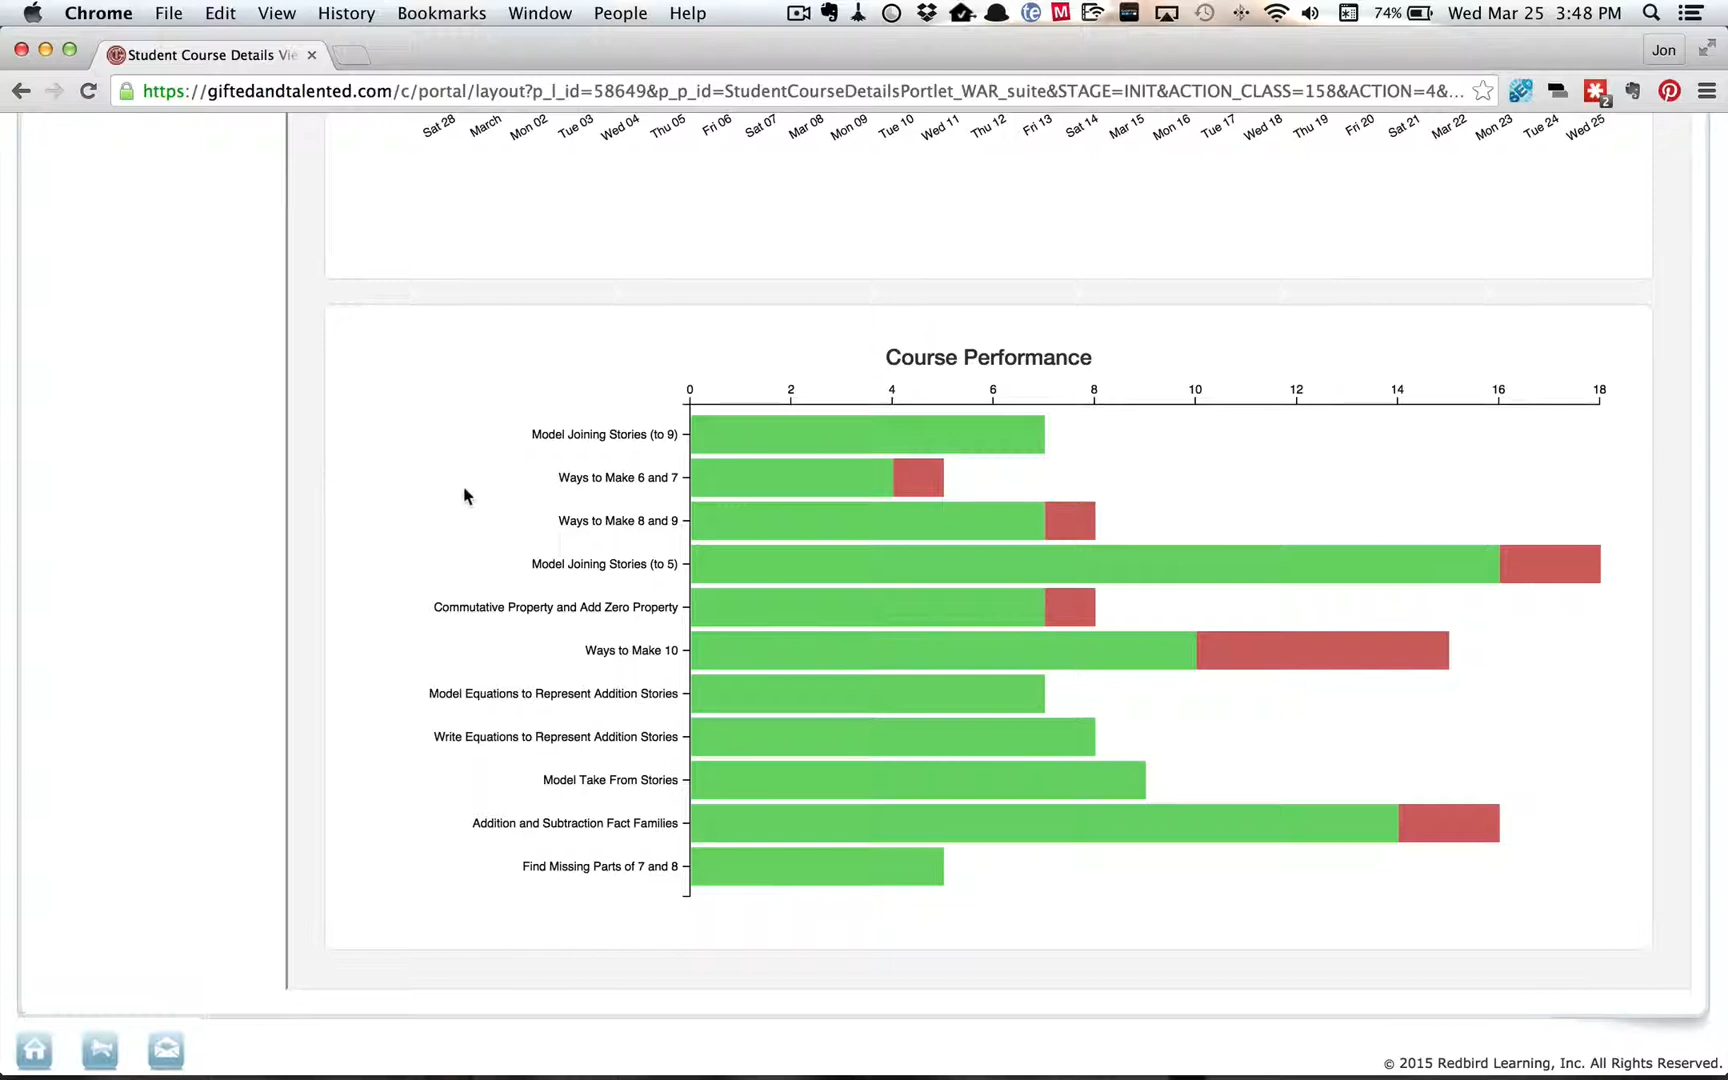 Chrome File Edit View History Bookmarks Window People Help 74% Wed Mar 25 3:48 PM
Student Course Details Vie Jon
https://giftedandtalented.com/c/portal/layout?p_l_id=58649&p_p_id=StudentCourseDetailsPortlet_WAR_suite&STAGE=INIT&ACTION_CLASS=158&ACTION=4&... 2
Sat 28 March Mon 02 Tue 03 Wed 04 Thu 05 Fri 06 Sat 07 Mar 08 Mon 09 Tue 10 Wed 11 Thu 12 Fri 13 Sat 14 Mar 15 Mon 16 Tue 17 Wed 18 Thu 19 Fri 20 Sat 21 Mar 22 Mon 23 Tue 24 Wed 25
Course Performance
0 2 4 6 8 10 12 14 16 18
Model Joining Stories (to 9)
Ways to Make 6 and 7
Ways to Make 8 and 9
Model Joining Stories (to 5)
Commutative Property and Add Zero Property
Ways to Make 10
Model Equations to Represent Addition Stories
Write Equations to Represent Addition Stories
Model Take From Stories
Addition and Subtraction Fact Families
Find Missing Parts of 7 and 8
© 2015 Redbird Learning, Inc. All Rights Reserved.